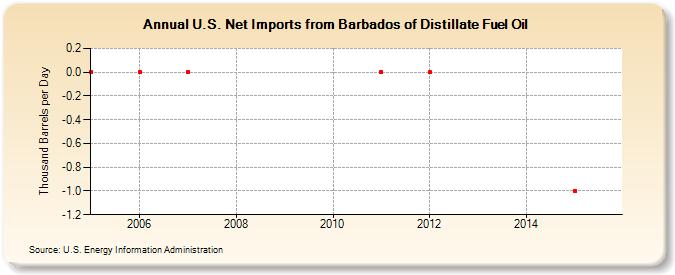 Annual U.S. Net Imports from Barbados of Distillate Fuel Oil
Thousand Barrels per Day
0.2
0.0
-0.2
-0.4
-0.6
-0.8
-1.0
-1.2
2006 2008 2010 2012 2014
Source: U.S. Energy Information Administration